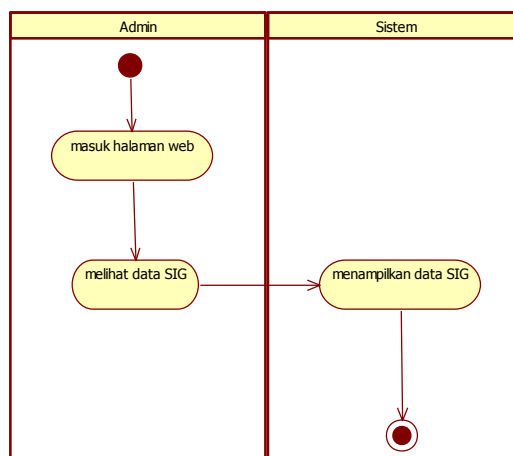 Admin
Sistem
masuk halaman web
melihat data SIG
menampilkan data SIG